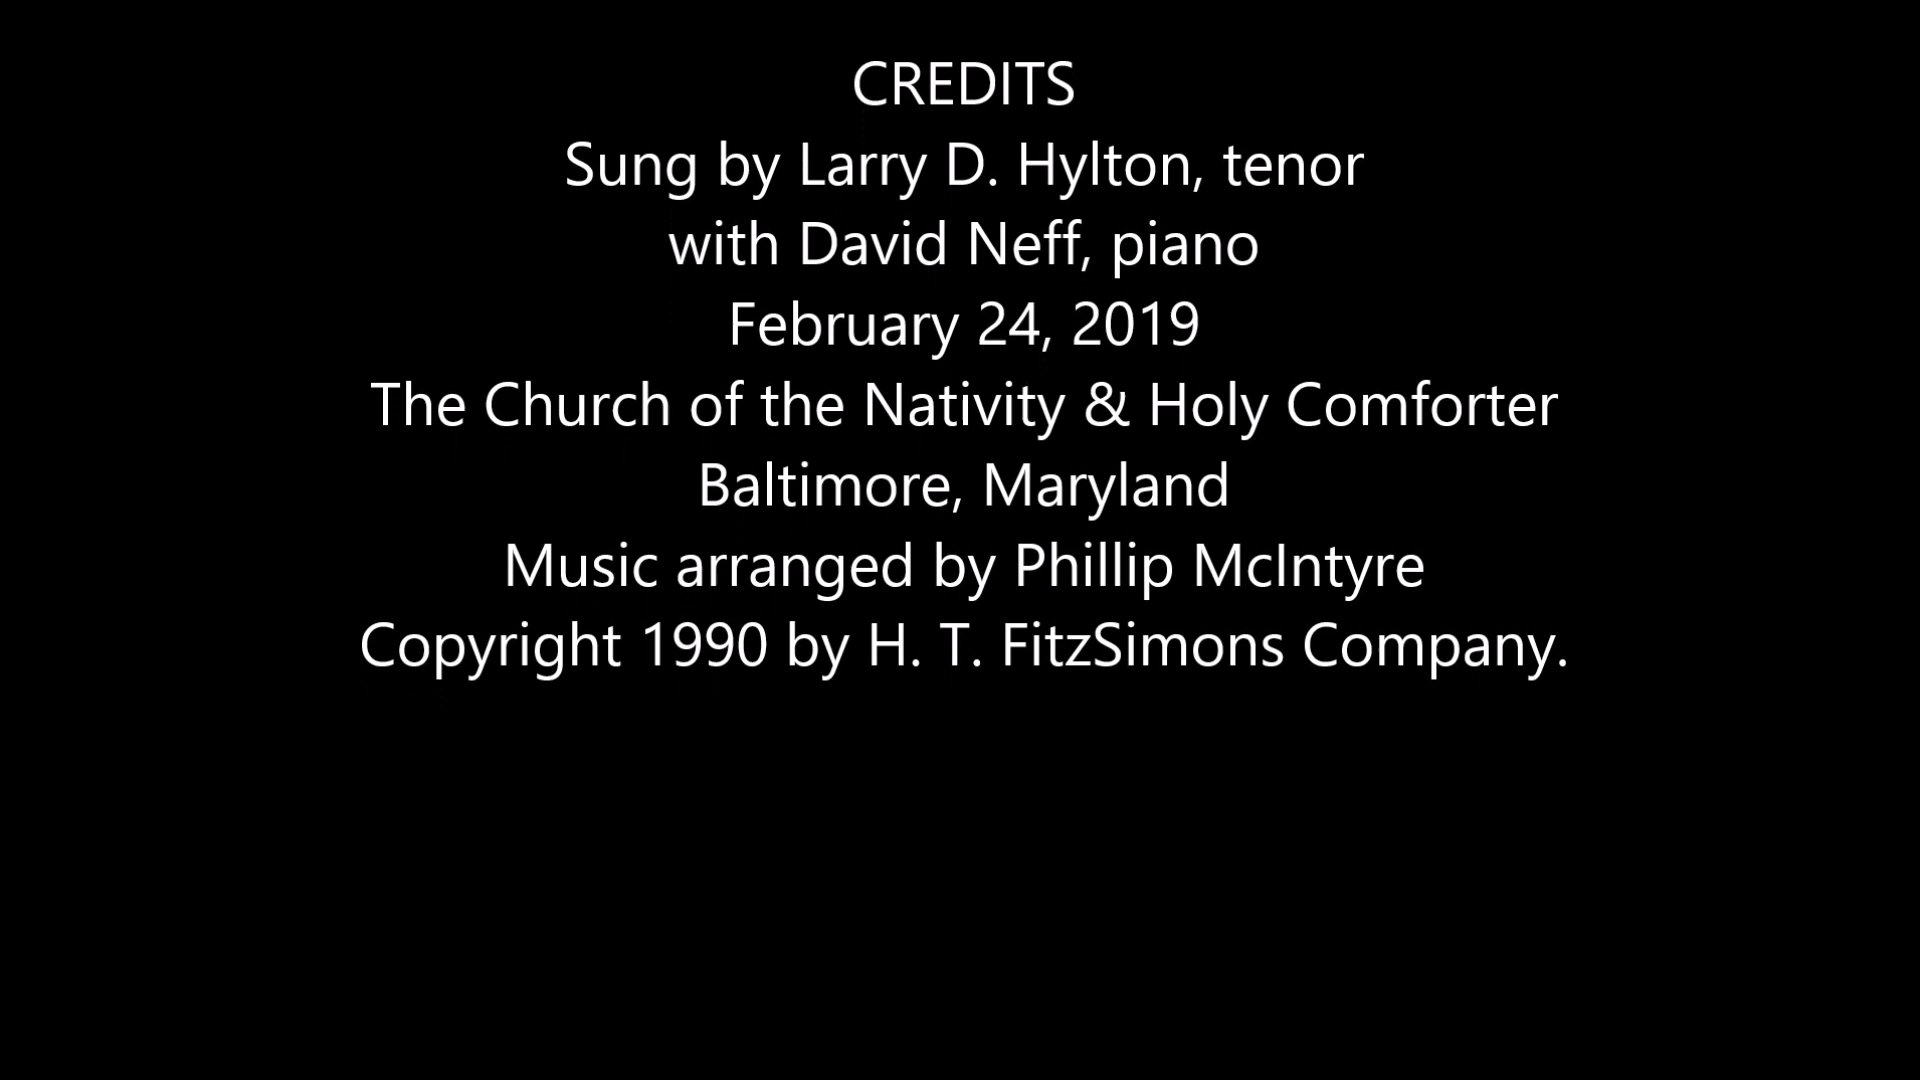 CREDITS
Sung by Larry D. Hylton, tenor
with David Neff, piano
February 24, 2019
The Church of the Nativity & Holy Comforter
Baltimore, Maryland
Music arranged by Phillip McIntyre
Copyright 1990 by H. T. FitzSimons Company.